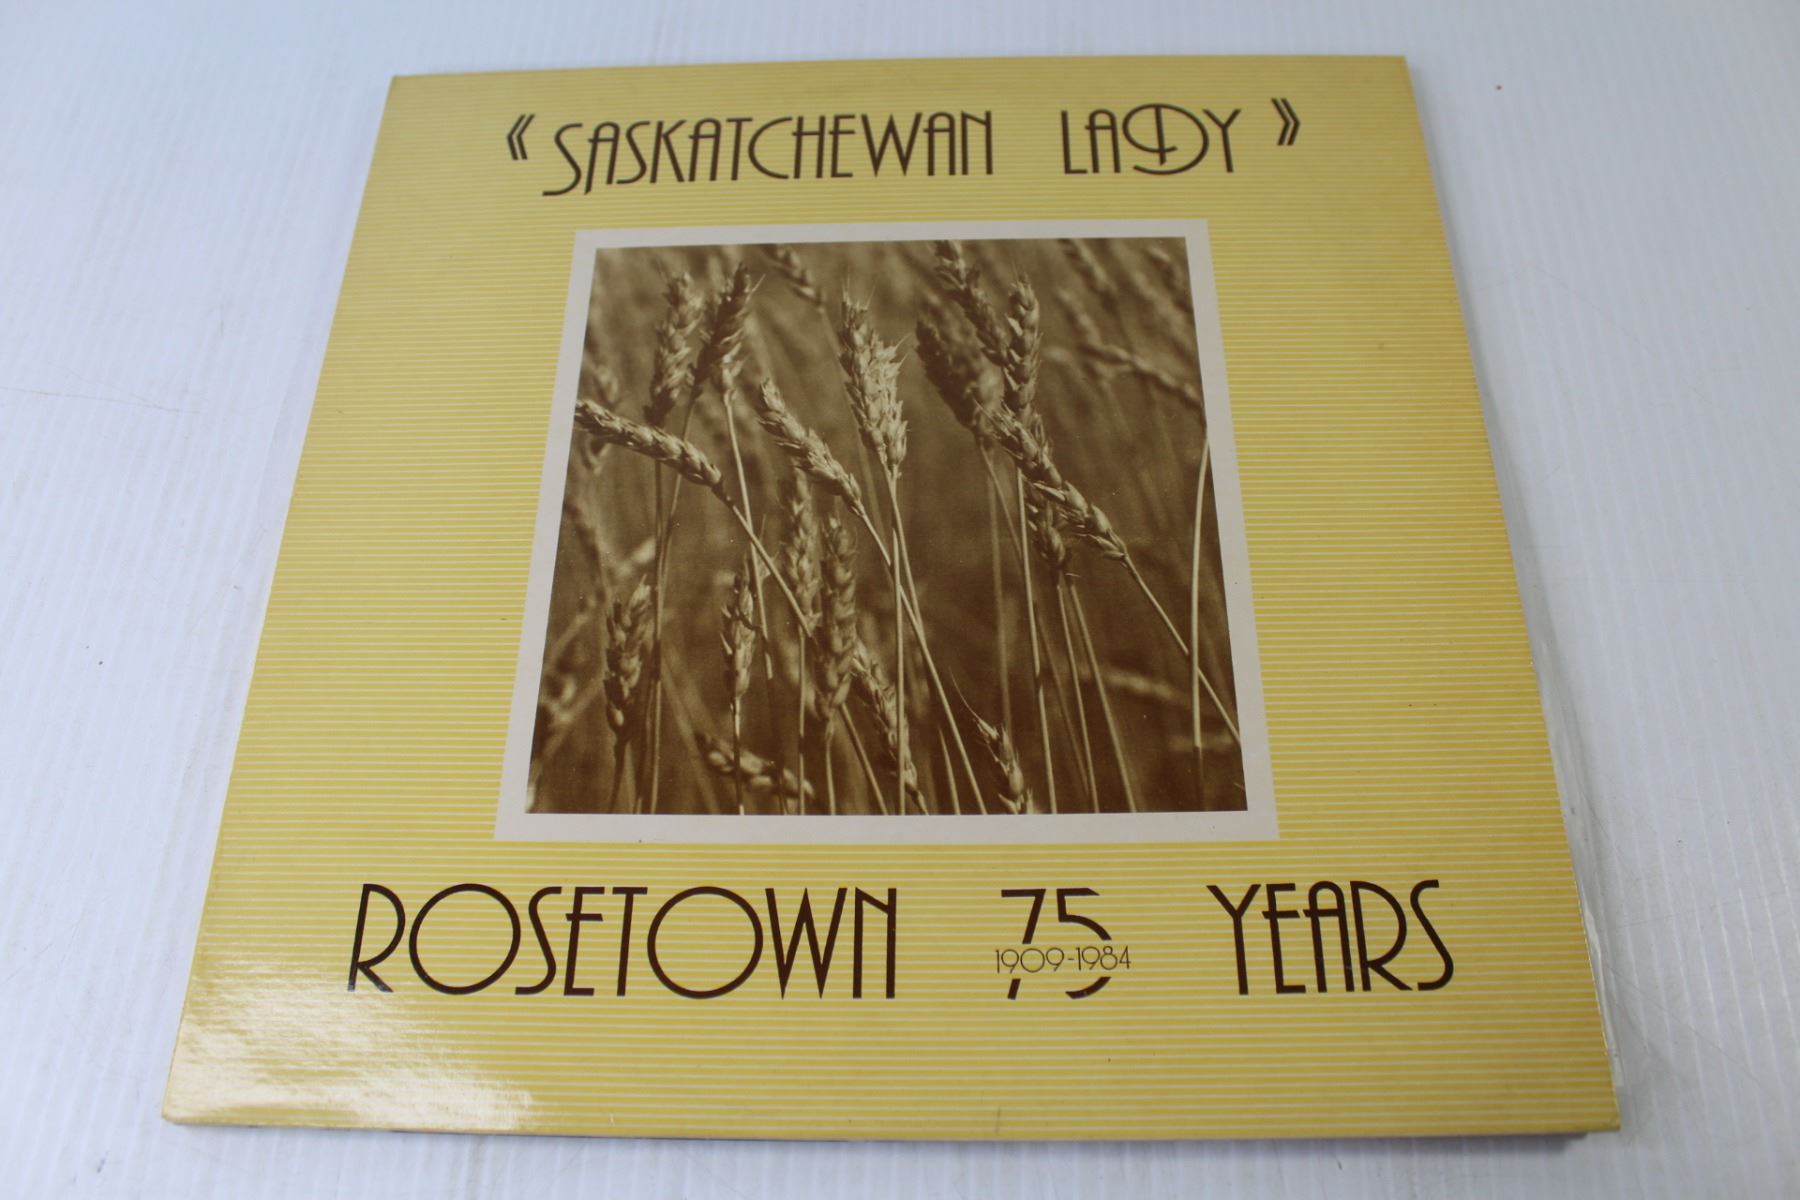 《 SASKATCHEWAN LADY 》
ROSETOWN 75 YEARS
1909-1984